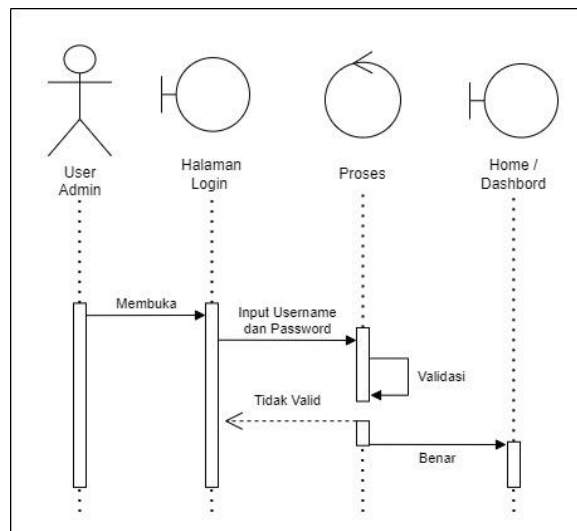 User
Admin
Halaman
Login
Proses
Home /
Dashbord
Membuka
Input Username
dan Password
Validasi
Tidak Valid
Benar